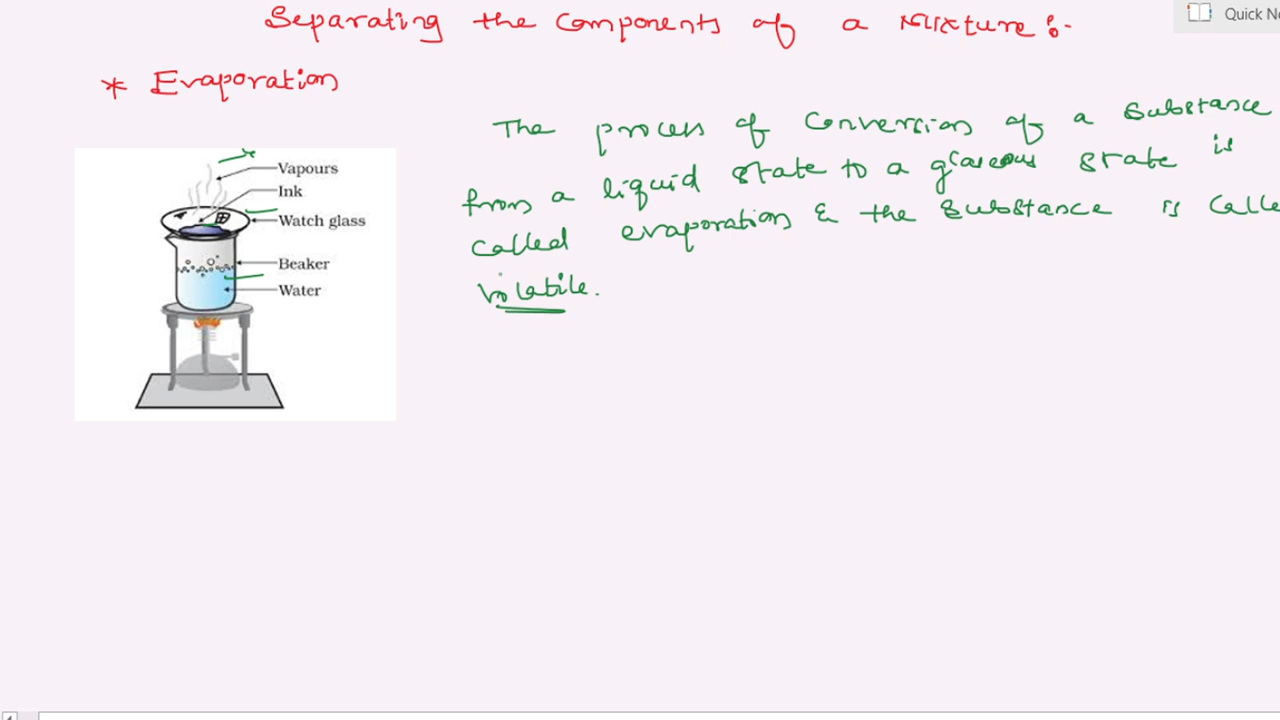 Separating the components of a Mixture :-
Quick No
* Evaporation
The process of conversion of a substance
from a liquid state to a gaseous state is
called evaporation & the substance is calle
volatile.
Vapours
Ink
Watch glass
Beaker
Water